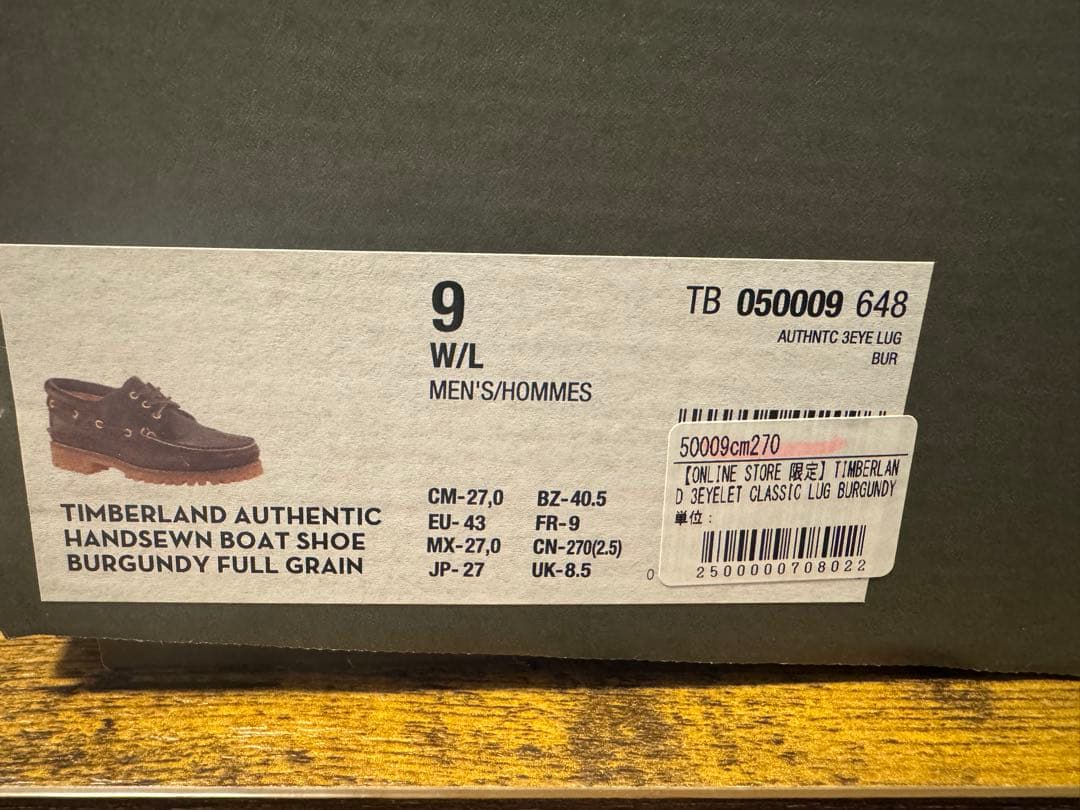 9
W/L
MEN'S/HOMMES
TB 050009 648
AUTHNTC 3EYE LUG
BUR
TIMBERLAND AUTHENTIC
HANDSEWN BOAT SHOE
BURGUNDY FULL GRAIN
CM-27,0 BZ-40.5
EU- 43 FR-9
MX-27,0 CN-270(2.5)
JP- 27 UK-8.5
0
50009cm270
【ONLINE STORE 限定】TIMBERLAN
D 3EYELET CLASSIC LUG BURGUNDY
単位：
2500000708022